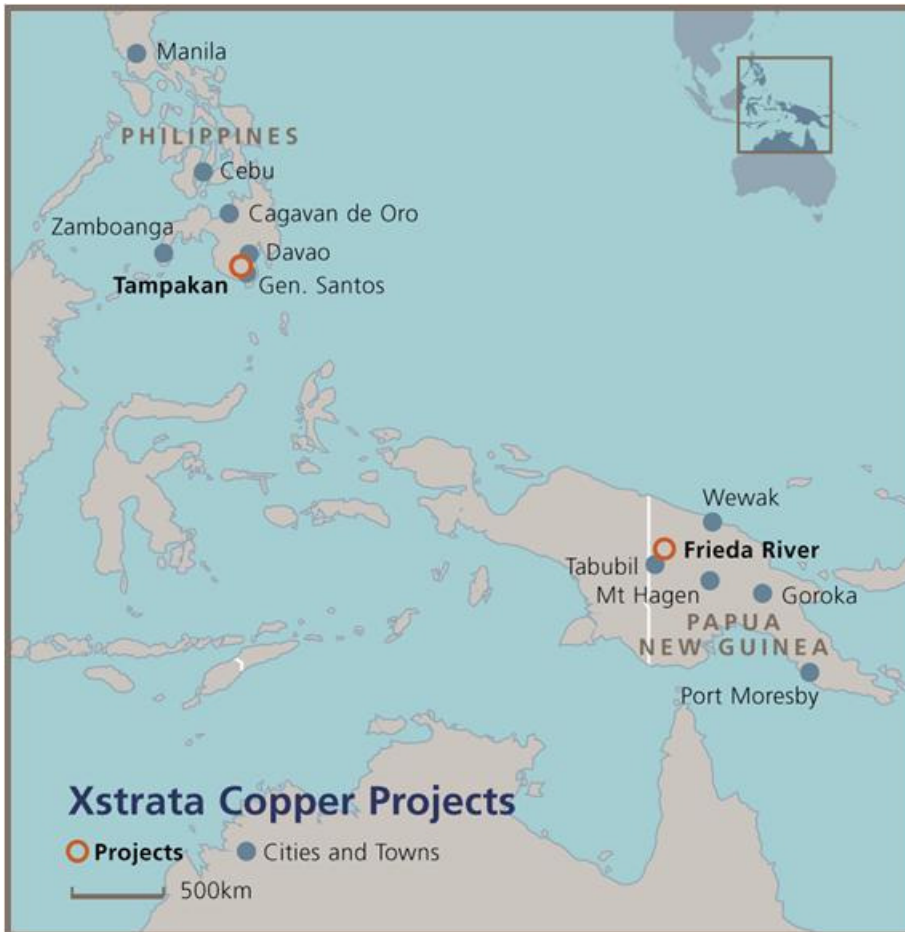 Manila
PHILIPPINES
Cebu
Cagavan de Oro
Zamboanga
Davao
Tampakan
Gen. Santos
Wewak
Frieda River
Tabubil
Mt Hagen
Goroka
PAPUA
NEW GUINEA
Port Moresby
Xstrata Copper Projects
Projects
Cities and Towns
500km